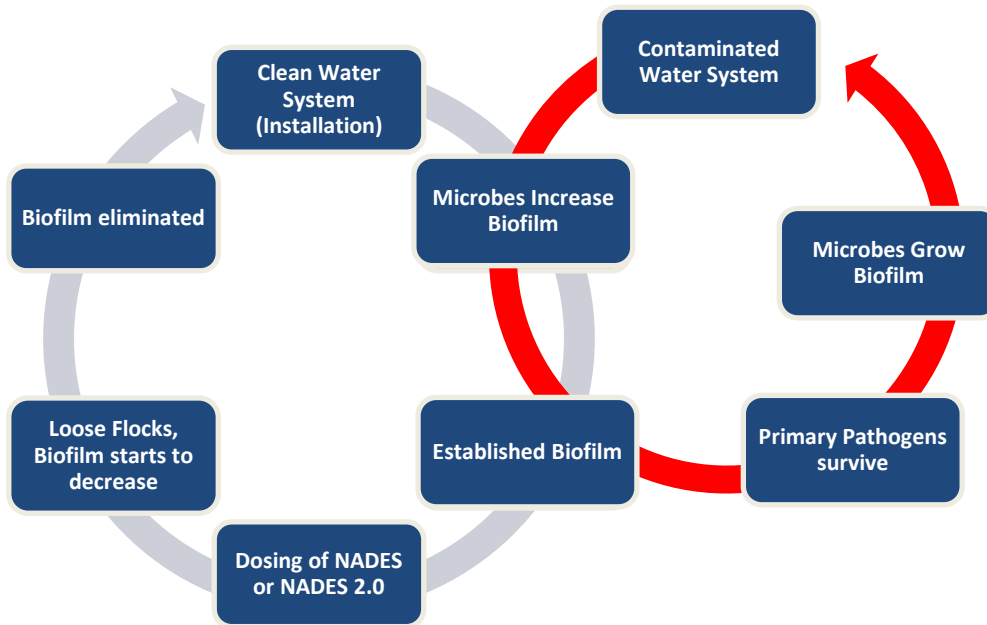 Clean Water
System
(Installation)
Contaminated
Water System
Biofilm eliminated
Microbes Increase
Biofilm
Microbes Grow
Biofilm
Loose Flocks,
Biofilm starts to
decrease
Established Biofilm
Primary Pathogens
survive
Dosing of NADES
or NADES 2.0